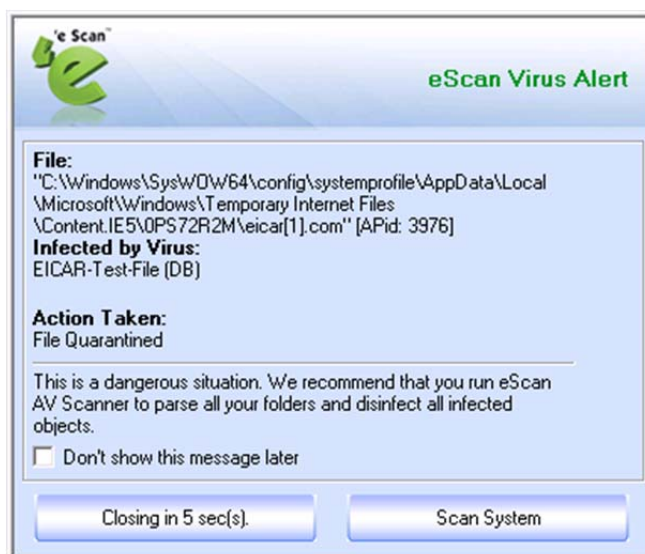 'e Scan™
eScan Virus Alert
File:
"C:\Windows\SysWOW64\config\systemprofile\AppData\Local
\Microsoft\Windows\Temporary Internet Files
\Content.IE5\0PS72R2M\eicar[1].com" [APid: 3976]
Infected by Virus:
EICAR-Test-File (DB)
Action Taken:
File Quarantined
This is a dangerous situation. We recommend that you run eScan
AV Scanner to parse all your folders and disinfect all infected
objects.
Don't show this message later
Closing in 5 sec(s).
Scan System